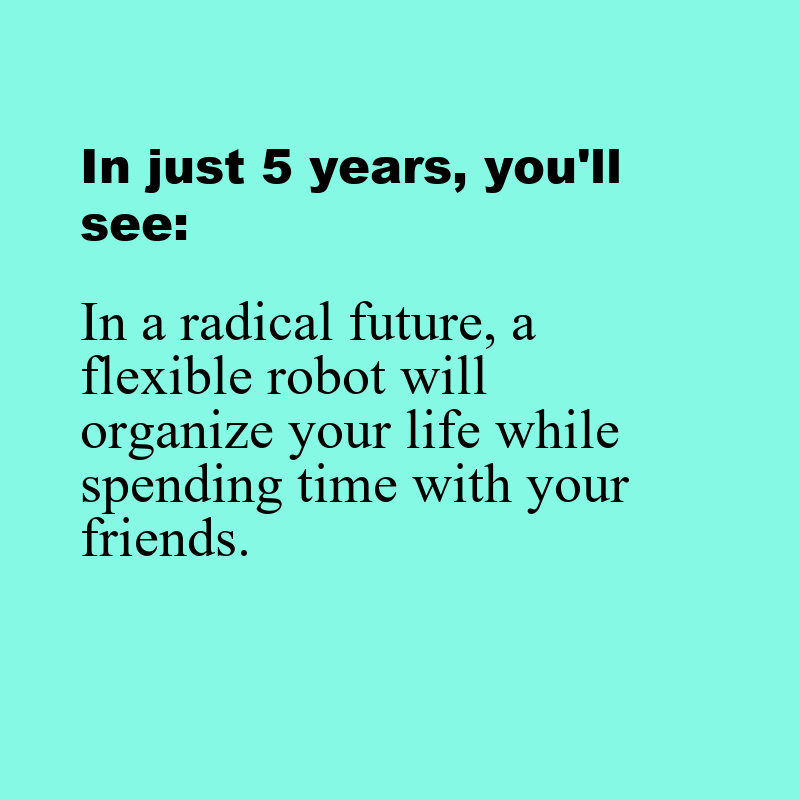 In just 5 years, you'll
see:
In a radical future, a
flexible robot will
organize your life while
spending time with your
friends.